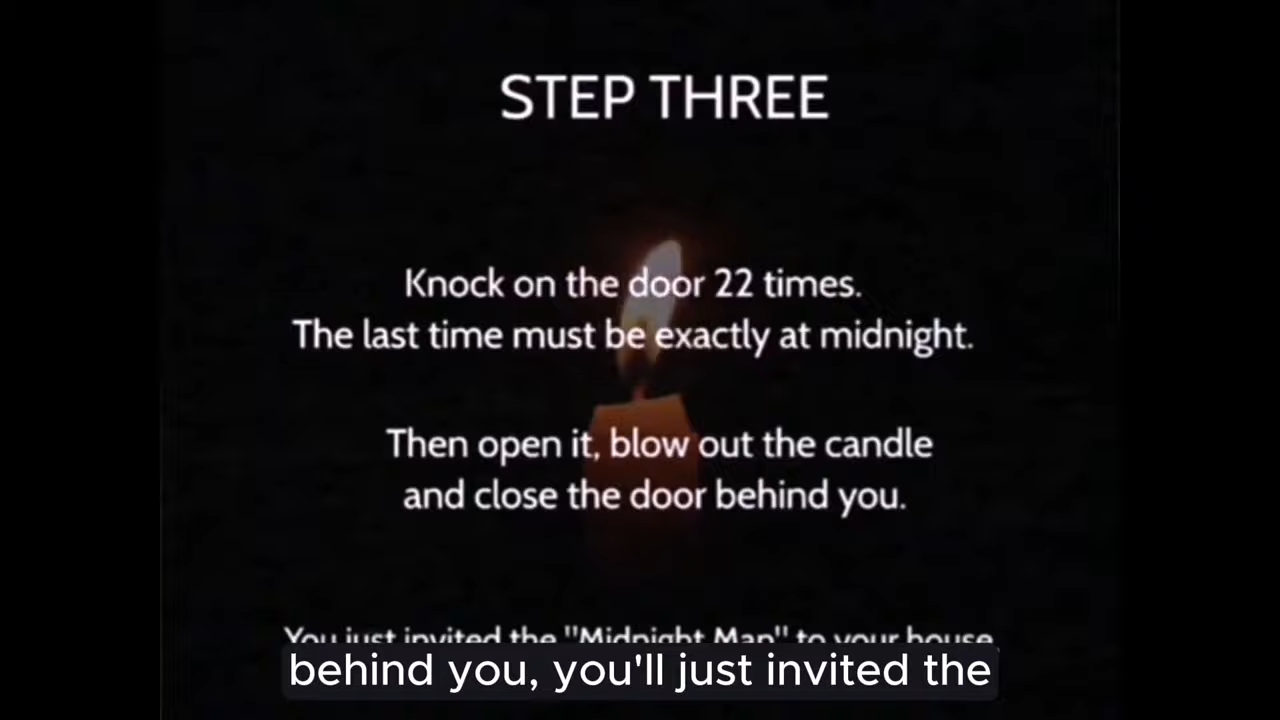 STEP THREE
Knock on the door 22 times.
The last time must be exactly at midnight.
Then open it, blow out the candle
and close the door behind you.
You just invited the "Midnight Man" to your house
behind you, you'll just invited the